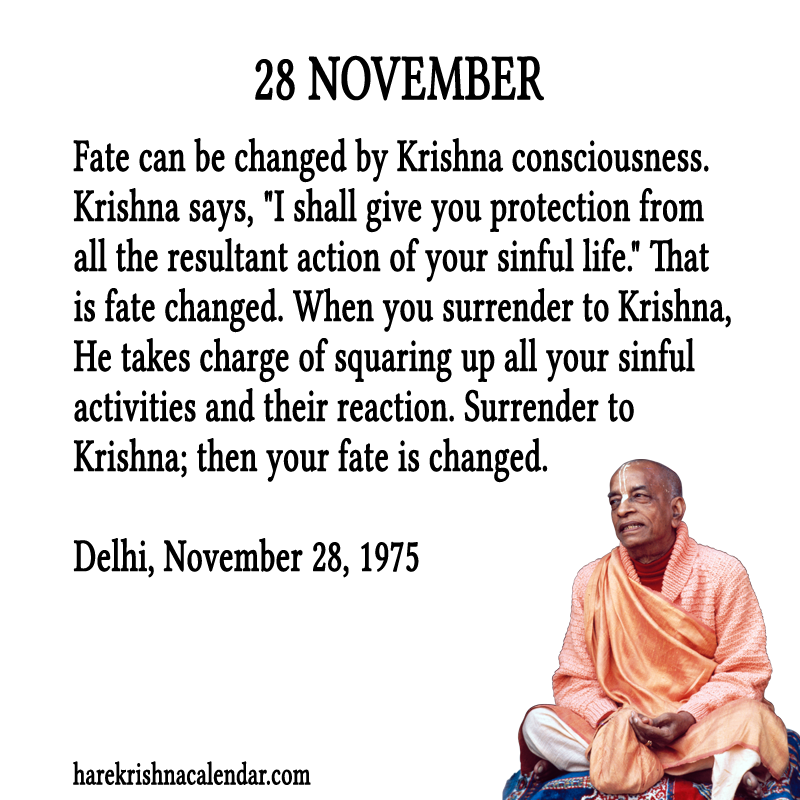 28 NOVEMBER
Fate can be changed by Krishna consciousness.
Krishna says, "I shall give you protection from
all the resultant action of your sinful life." That
is fate changed. When you surrender to Krishna,
He takes charge of squaring up all your sinful
activities and their reaction. Surrender to
Krishna; then your fate is changed.
Delhi, November 28, 1975
harekrishnacalendar.com